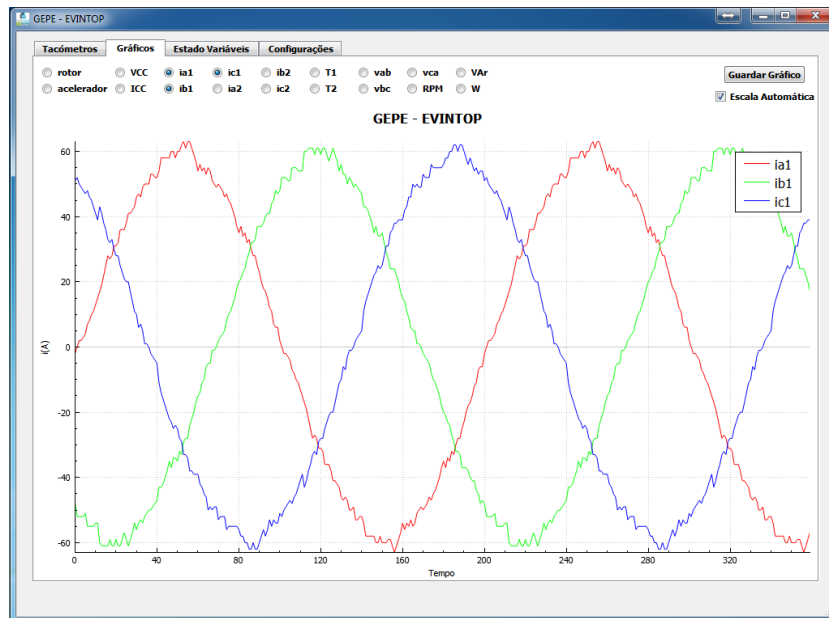 GEPE - EVINTOP
Tacómetros Gráficos Estado Variáveis Configurações
rotor VCC ia1 ic1 ib2 T1 vab vca VAr Guardar Gráfico
acelerador ICC ib1 ia2 ic2 T2 vbc RPM W Escala Automática
GEPE - EVINTOP
ia1
ib1
ic1
60
40
20
0
-20
-40
-60
i(A)
0 40 80 120 160 200 240 280 320
Tempo